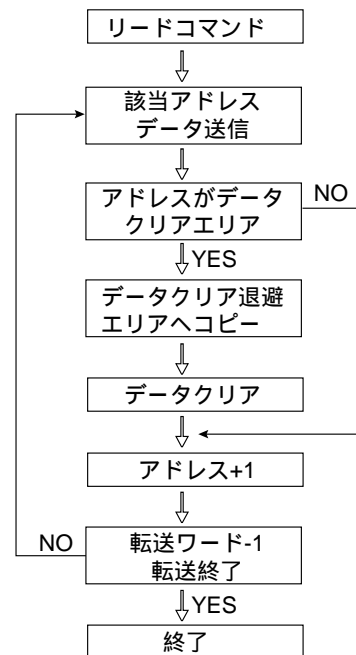 リードコマンド
該当アドレス
データ送信
アドレスがデータ
クリアエリア
NO
YES
データクリア退避
エリアへコピー
データクリア
アドレス+1
転送ワード-1
転送終了
NO
YES
終了